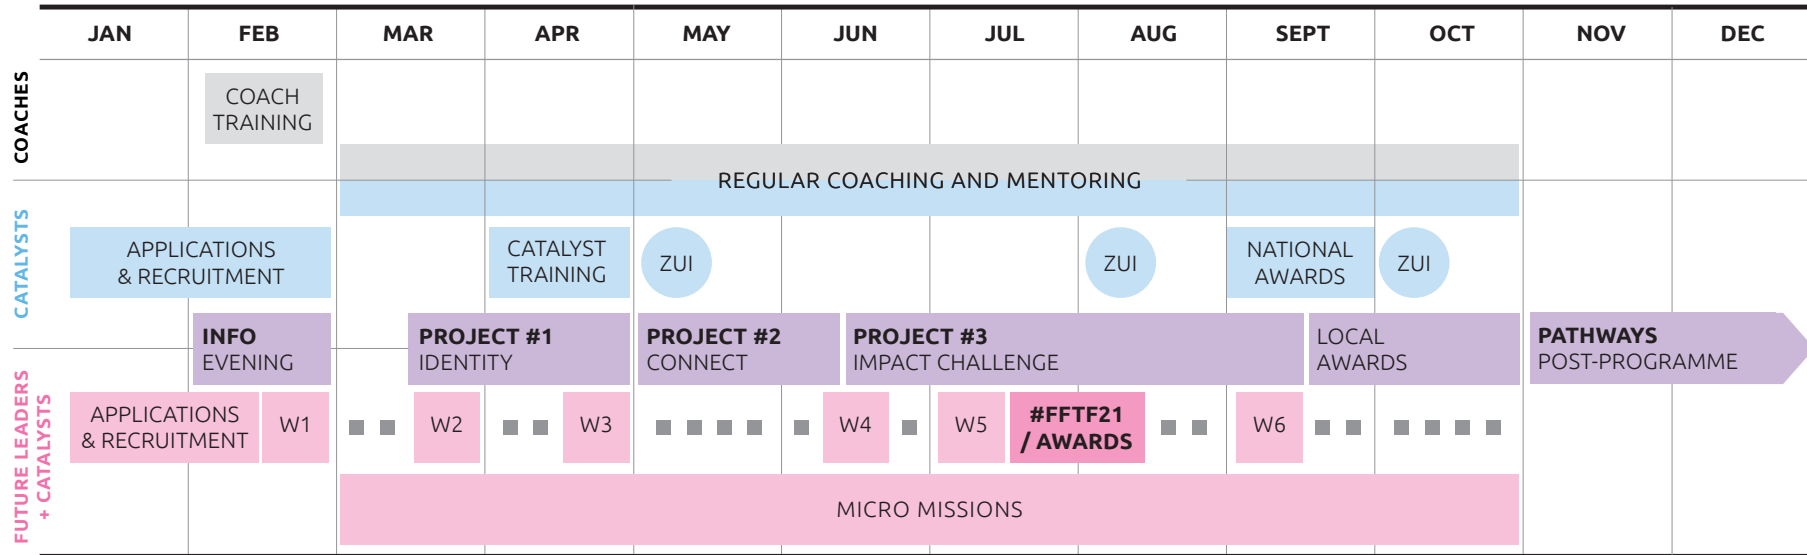 JAN FEB MAR APR MAY JUN JUL AUG SEPT OCT NOV DEC
COACHES
COACH
TRAINING
REGULAR COACHING AND MENTORING
CATALYSTS
APPLICATIONS
& RECRUITMENT
CATALYST
TRAINING
ZUI
ZUI
NATIONAL
AWARDS
ZUI
INFO
EVENING
PROJECT #1
IDENTITY
PROJECT #2
CONNECT
PROJECT #3
IMPACT CHALLENGE
LOCAL
AWARDS
PATHWAYS
POST-PROGRAMME
FUTURE LEADERS
+ CATALYSTS
APPLICATIONS
& RECRUITMENT
W1
W2
W3
W4
W5
#FFTF21
/ AWARDS
W6
MICRO MISSIONS